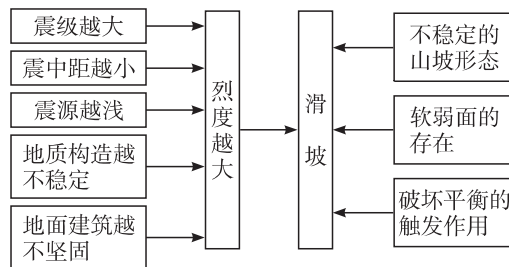 震级越大
震中距越小
震源越浅
地质构造越
不稳定
地面建筑越
不坚固
烈度越大
滑坡
不稳定的
山坡形态
软弱面的
存在
破坏平衡的
触发作用